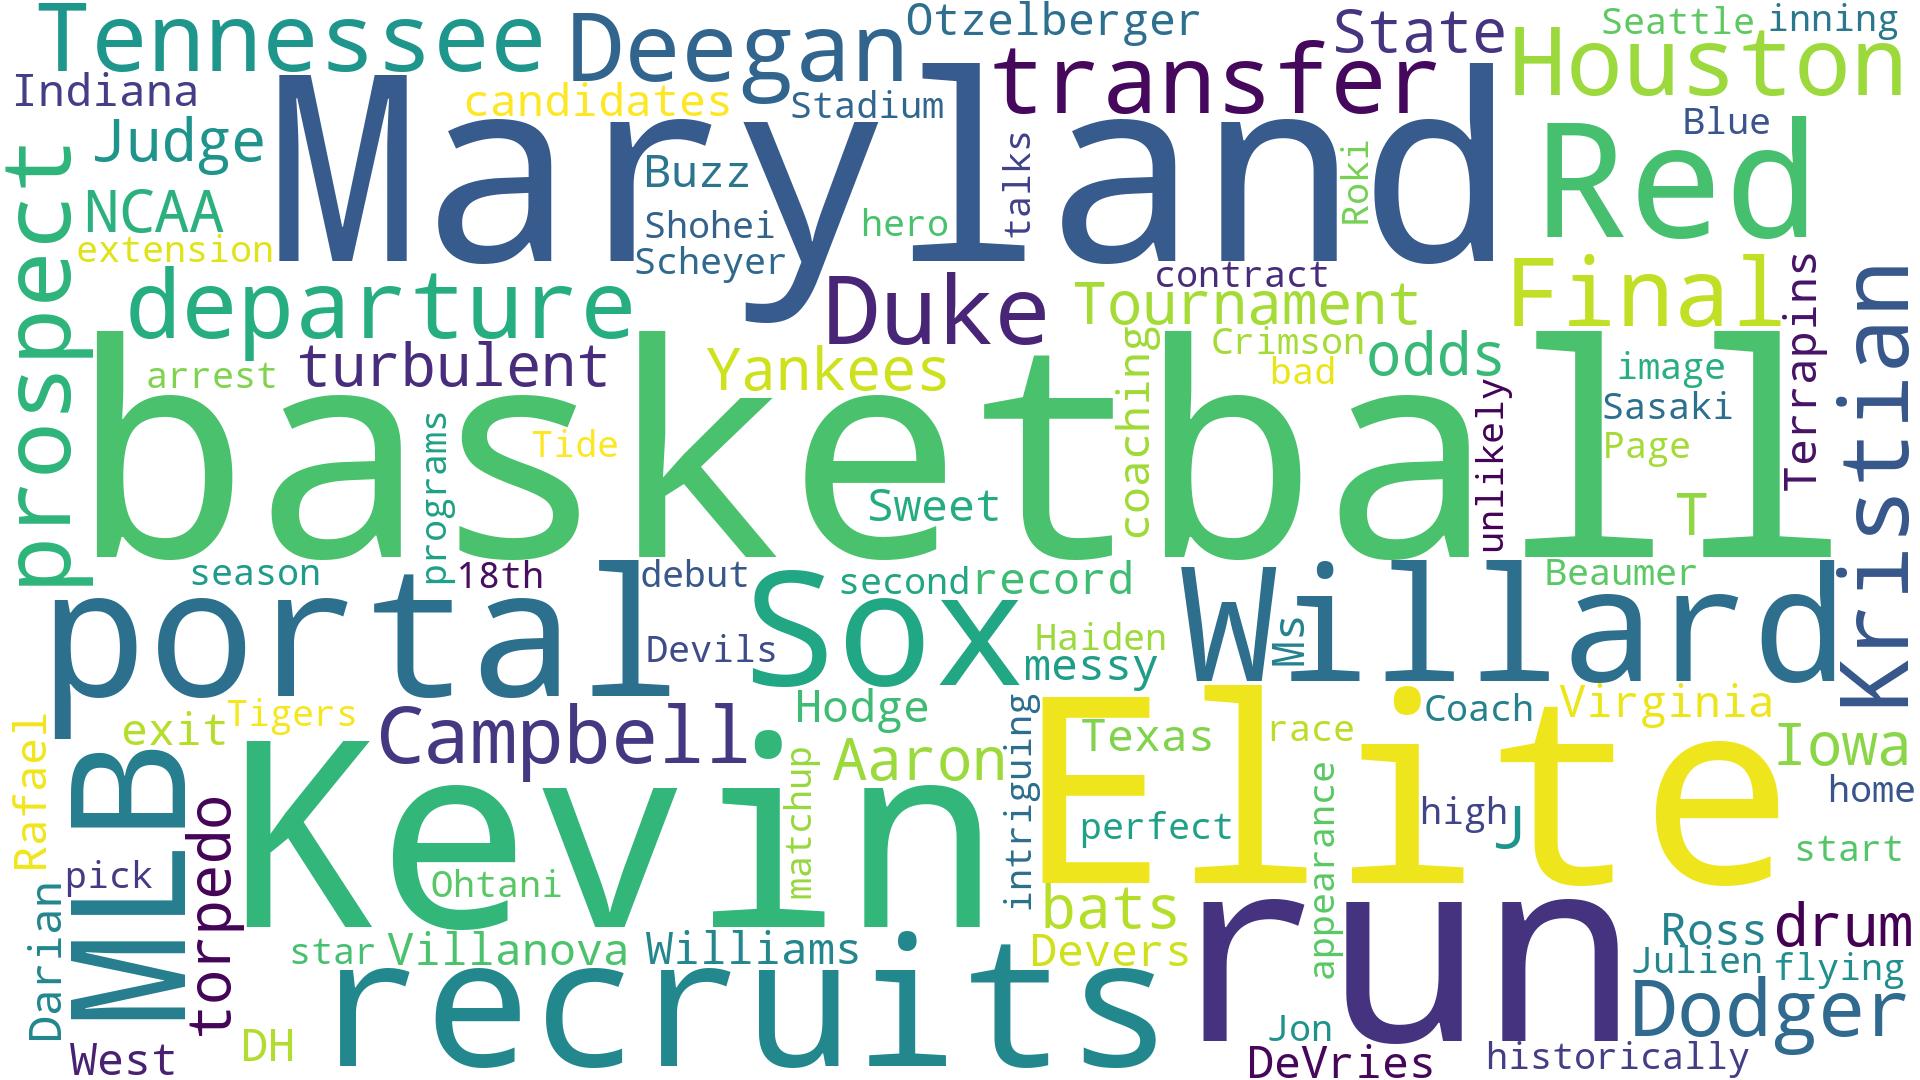 Tennessee
Deegan
Otzelberger
State
Seattle
inning
Indiana
candidates
Stadium
transfer
Houston
Judge
Maryland
Blue
Red
prospect
NCAA
Buzz
talks
Roki
extension
Shohei
hero
Scheyer
contract
departure
Duke
Tournament
Final
Terrapins
Kristian
turbulent
Yankees
coaching
Crimson
odds
arrest
bad
image
Sasaki
basketball
programs
Tide
Sweet
unlikely
Page
T
season
18th
debut
second
record
Beaumer
portal
Devils
Sox
Haiden
messy
Willard
Ms
Rafael
exit
Tigers
Campbell
Hodge
intriguing
Texas
race
Coach
Virginia
Iowa
MLB
torpedo
Kevin
Aaron
matchup
Elite
perfect
appearance
high
J
home
start
pick
Ohtani
Darian
bats
run
star
Villanova
Williams
Devers
Ross
drum
Julien
flying
recruits
Dodger
West
DH
Jon
DeVries
historically